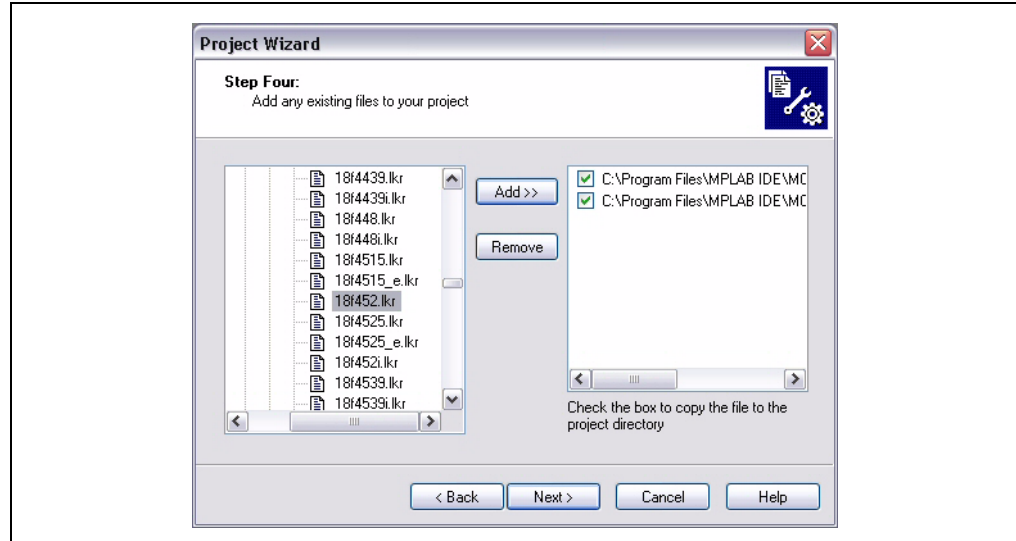 Project Wizard
Step Four:
Add any existing files to your project
18f4439.lkr
18f4439i.lkr
18f448.lkr
18f448i.lkr
18f4515.lkr
18f4515_e.lkr
18f452.lkr
18f4525.lkr
18f4525_e.lkr
18f452i.lkr
18f4539.lkr
18f4539i.lkr
Add >>
Remove
C:\Program Files\MPLAB IDE\MC
C:\Program Files\MPLAB IDE\MC
Check the box to copy the file to the
project directory
< Back
Next >
Cancel
Help